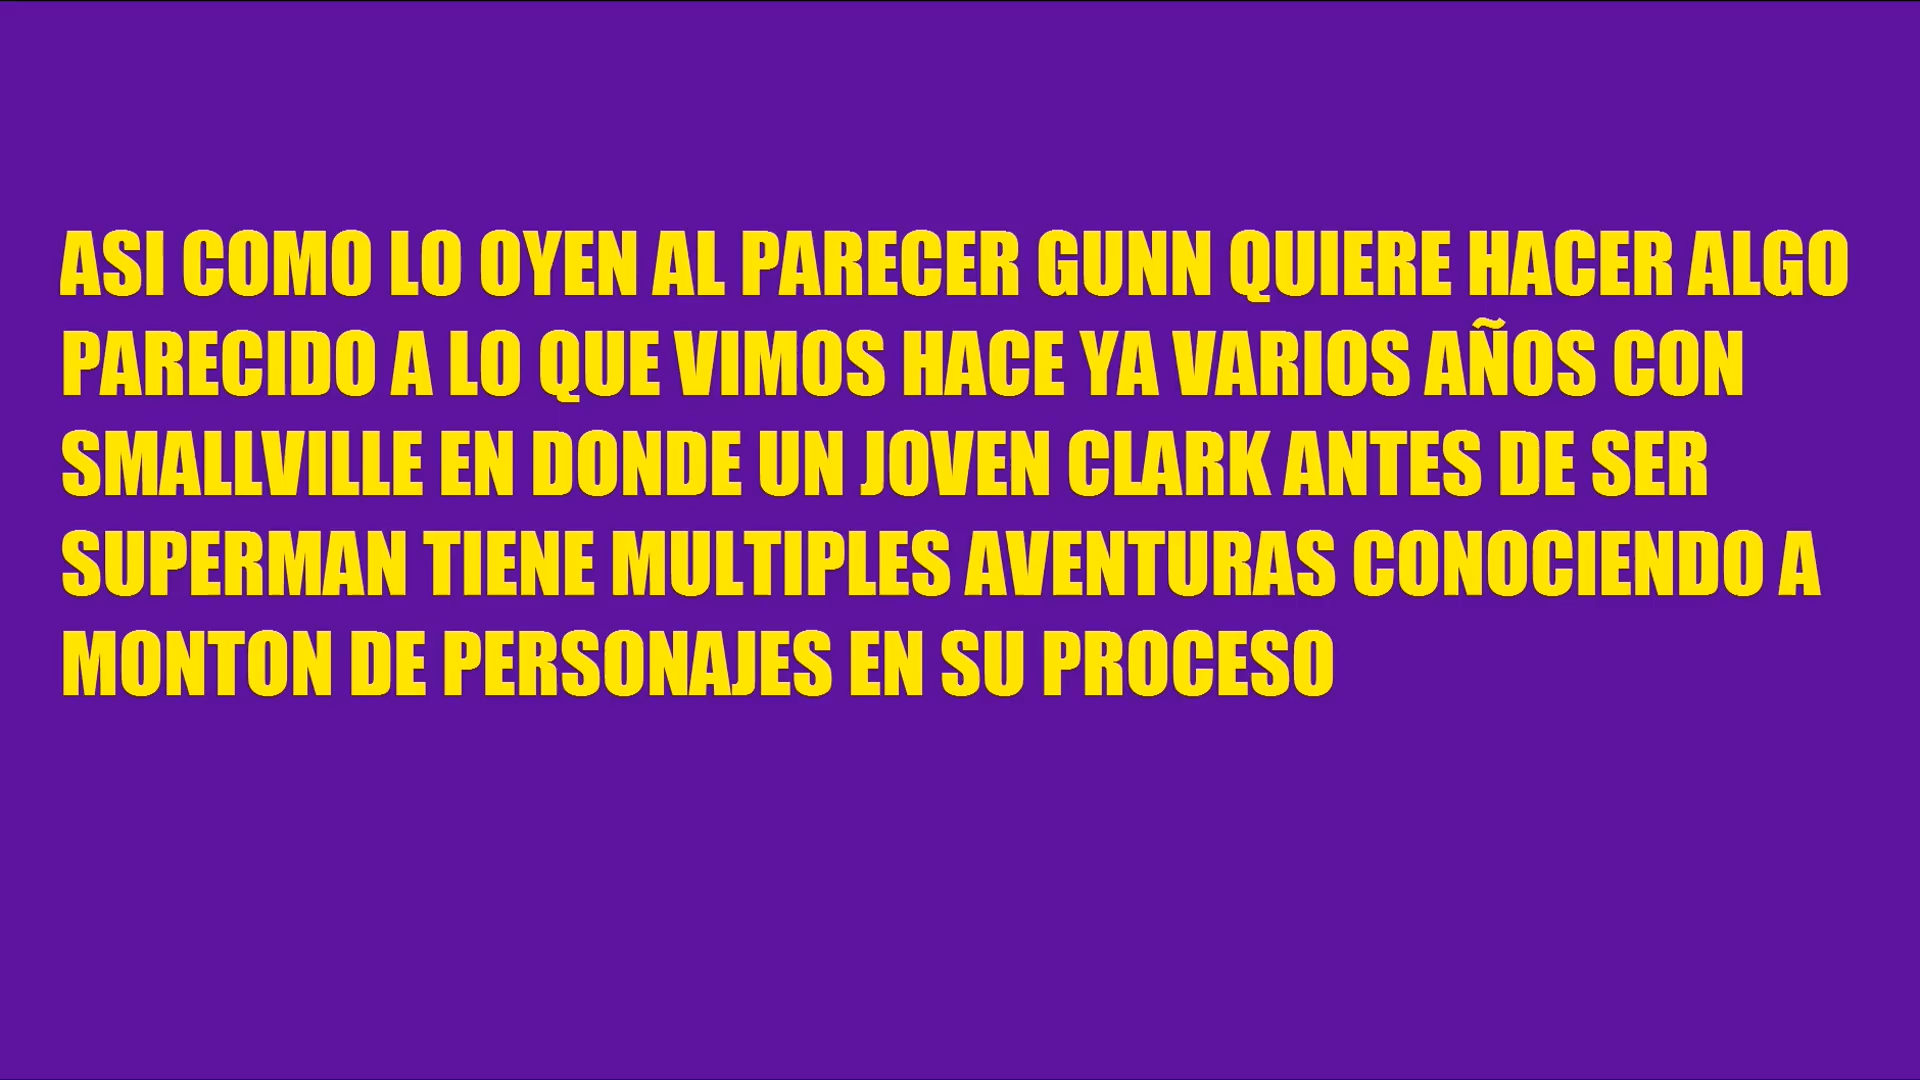 ASI COMO LO OYEN AL PARECER GUNN QUIERE HACER ALGO
PARECIDO A LO QUE VIMOS HACE YA VARIOS AÑOS CON
SMALLVILLE EN DONDE UN JOVEN CLARK ANTES DE SER
SUPERMAN TIENE MULTIPLES AVENTURAS CONOCIENDO A
MONTON DE PERSONAJES EN SU PROCESO